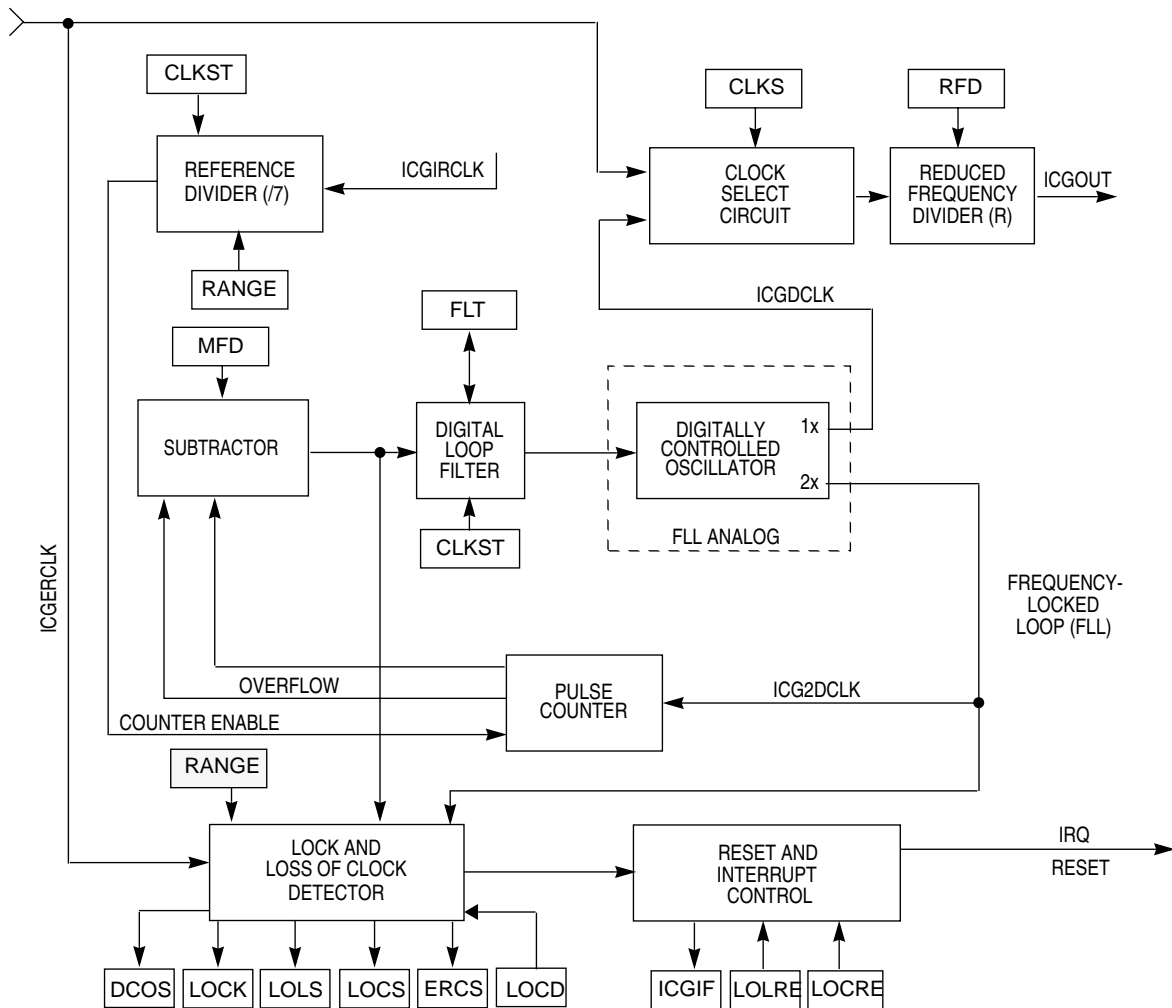 CLKST
CLKS
RFD
REFERENCE
DIVIDER (/7)
ICGIRCLK
CLOCK
SELECT
CIRCUIT
REDUCED
FREQUENCY
DIVIDER (R)
ICGOUT
RANGE
ICGDCLK
FLT
MFD
SUBTRACTOR
DIGITAL
LOOP
FILTER
DIGITALLY
CONTROLLED
OSCILLATOR
1x
2x
FLL ANALOG
CLKST
ICGERCLK
FREQUENCY-
LOCKED
LOOP (FLL)
OVERFLOW
PULSE
COUNTER
ICG2DCLK
COUNTER ENABLE
RANGE
LOCK AND
LOSS OF CLOCK
DETECTOR
RESET AND
INTERRUPT
CONTROL
IRQ
RESET
DCOS
LOCK
LOLS
LOCS
ERCS
LOCD
ICGIF
LOLRE
LOCRE